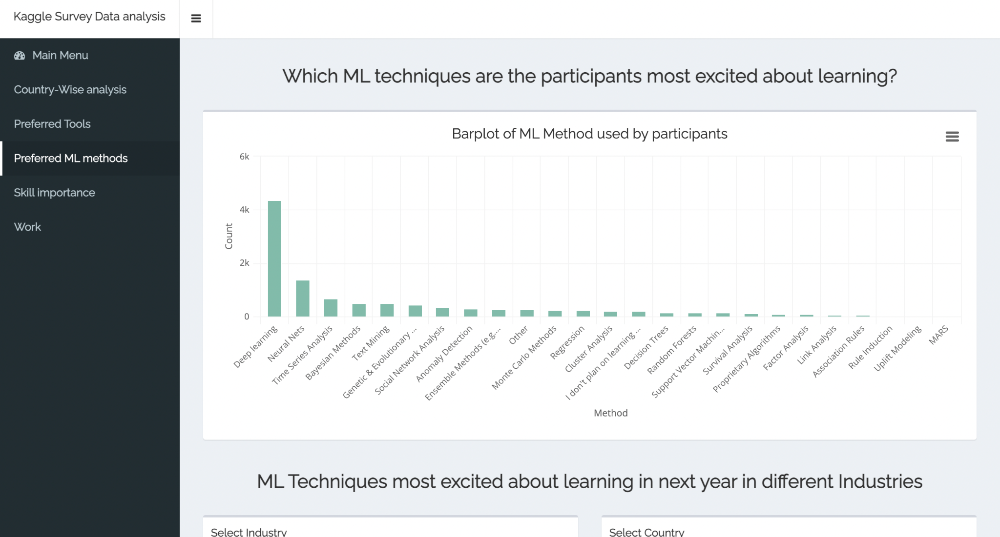 Kaggle Survey Data analysis
Main Menu
Country-Wise analysis
Preferred Tools
Preferred ML methods
Skill importance
Work
Which ML techniques are the participants most excited about learning?
Barplot of ML Method used by participants
6k
4k
2k
0
Count
Deep learning
Neural Nets
Time Series Analysis
Bayesian Methods
Text Mining
Genetic & Evolutionary ...
Social Network Analysis
Anomaly Detection
Ensemble Methods (e.g....
Other
Monte Carlo Methods
Regression
Cluster Analysis
I don't plan on learning ...
Decision Trees
Random Forests
Support Vector Machin...
Survival Analysis
Proprietary Algorithms
Factor Analysis
Link Analysis
Association Rules
Rule Induction
Uplift Modeling
MARS
Method
ML Techniques most excited about learning in next year in different Industries
Select Industry
Select Country